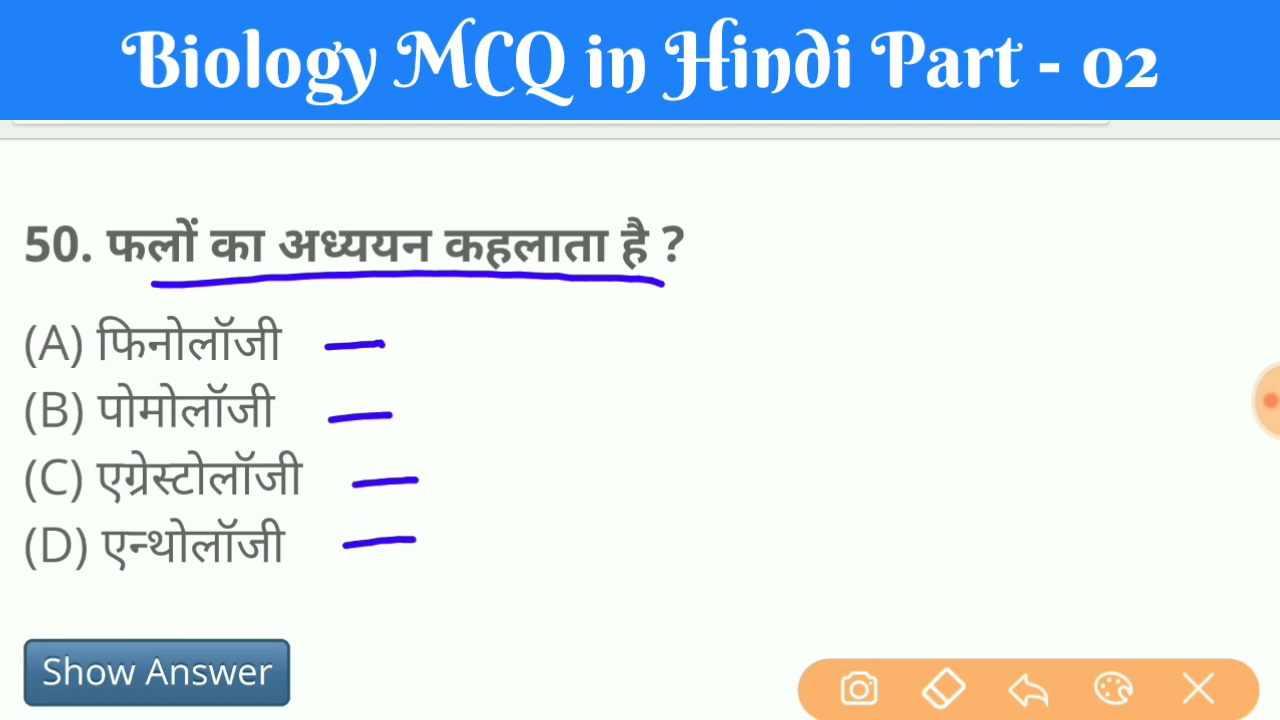 Biology MCQ in Hindi Part - 02
50. फलों का अध्ययन कहलाता है ?
(A) फिनोलॉजी
(B) पोमोलॉजी
(C) एग्रेस्टोलॉजी
(D) एन्थोलॉजी
Show Answer